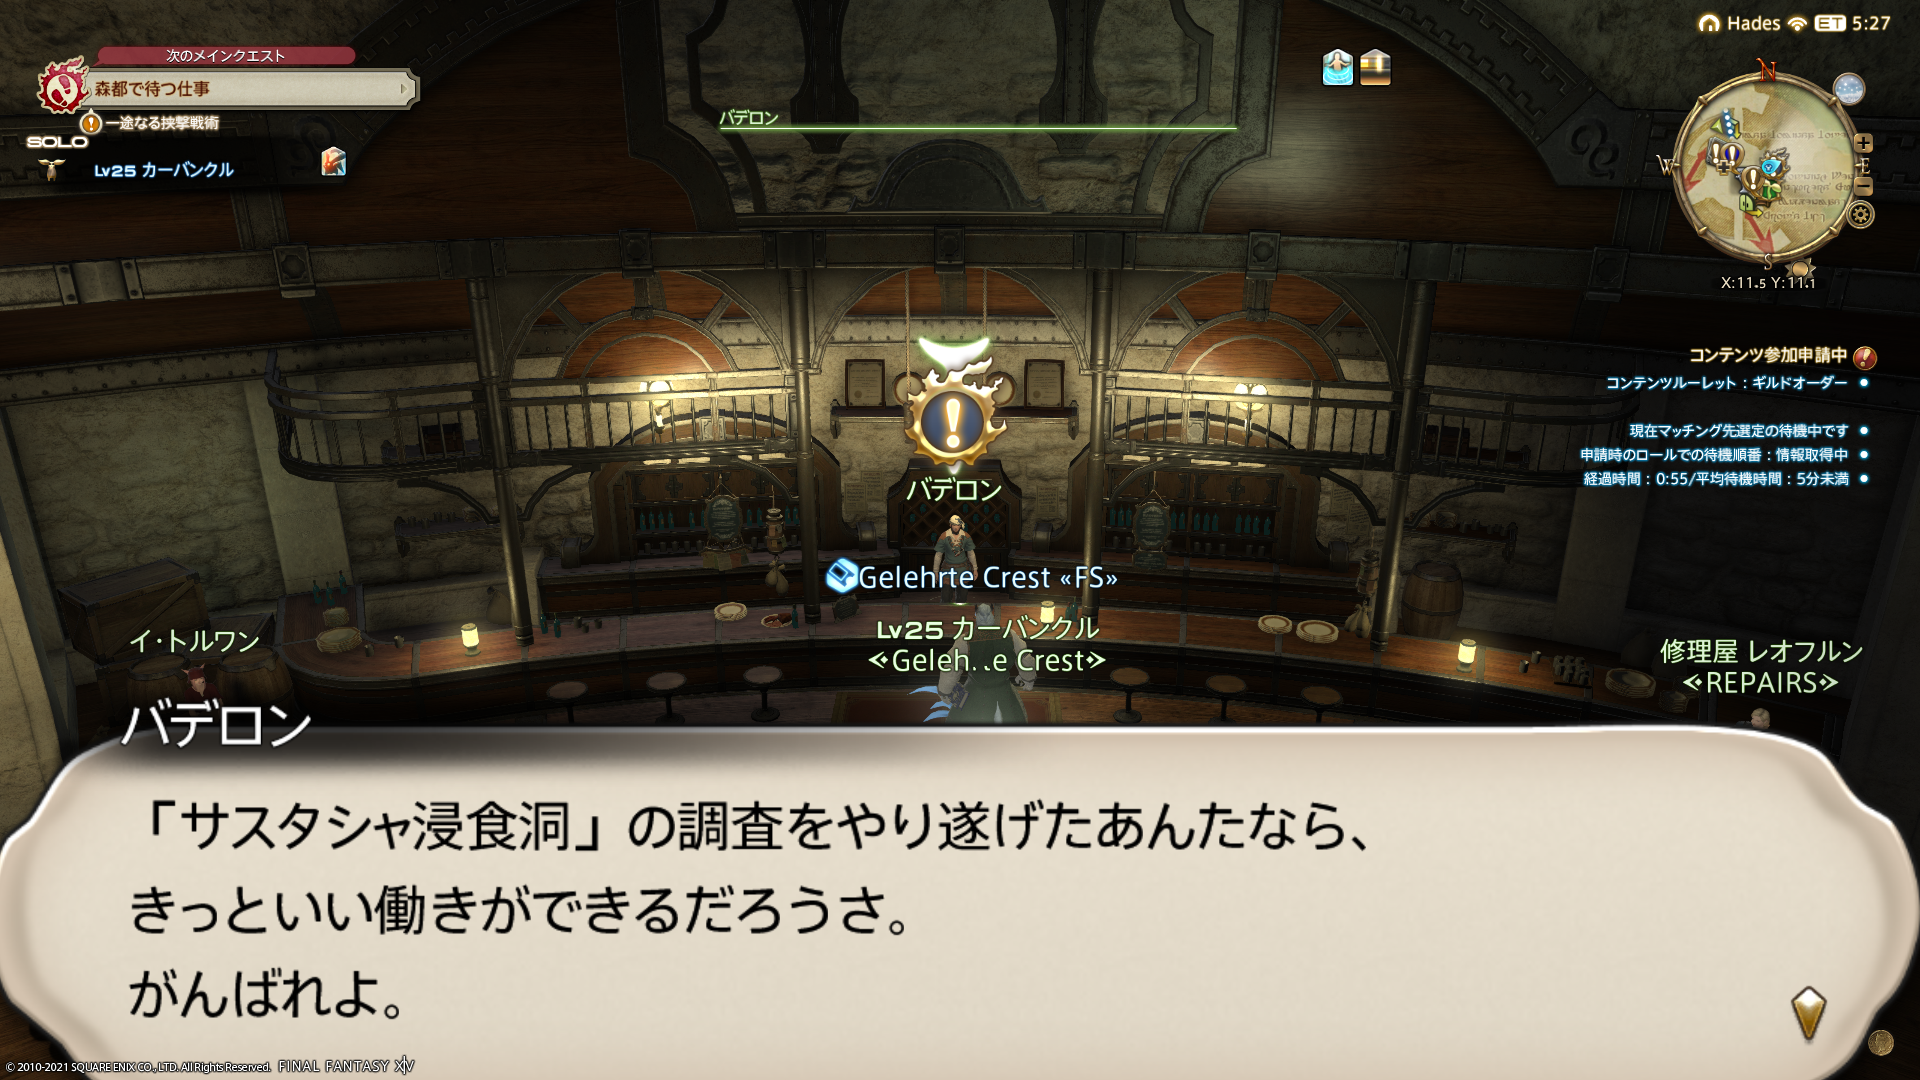 Hades ET 5:27
次のメインクエスト
森都で待つ仕事
一途なる挟撃戦術
SOLO
Lv25 カーバンクル
バデロン
N
W
E
S
X:11.5 Y:11.1
コンテンツ参加申請中
コンテンツルーレット:ギルドオーダー
現在マッチング先選定の待機中です
申請時のロールでの待機順番:情報取得中
経過時間:0:55/平均待機時間:5分未満
バデロン
Gelehrte Crest «FS»
Lv25 カーバンクル
イ・トルワン
修理屋 レオフルン
<REPAIRS>
バデロン
「サスタシャ浸食洞」の調査をやり遂げたあんたなら、
きっといい働きができるだろうさ。
がんばれよ。
© 2010-2021 SQUARE ENIX CO., LTD. All Rights Reserved. FINAL FANTASY XIV